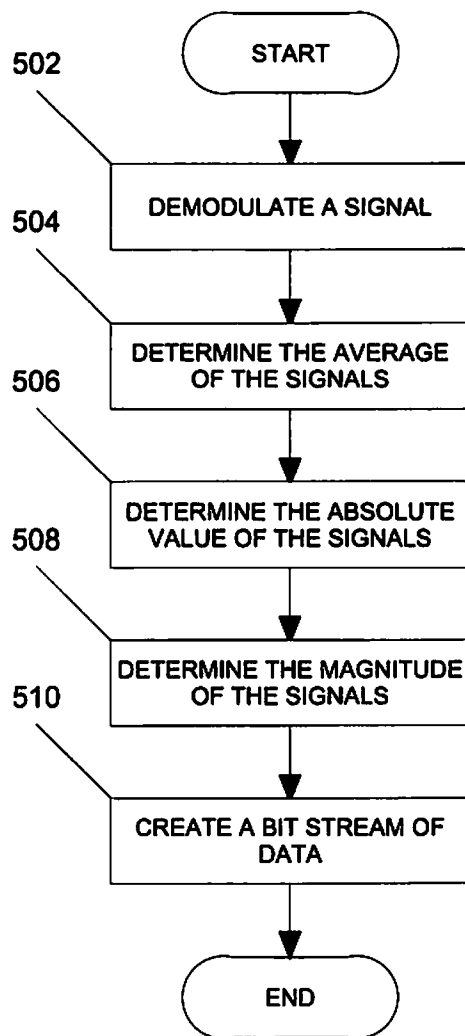 START
502
DEMODULATE A SIGNAL
504
DETERMINE THE AVERAGE
OF THE SIGNALS
506
DETERMINE THE ABSOLUTE
VALUE OF THE SIGNALS
508
DETERMINE THE MAGNITUDE
OF THE SIGNALS
510
CREATE A BIT STREAM OF
DATA
END